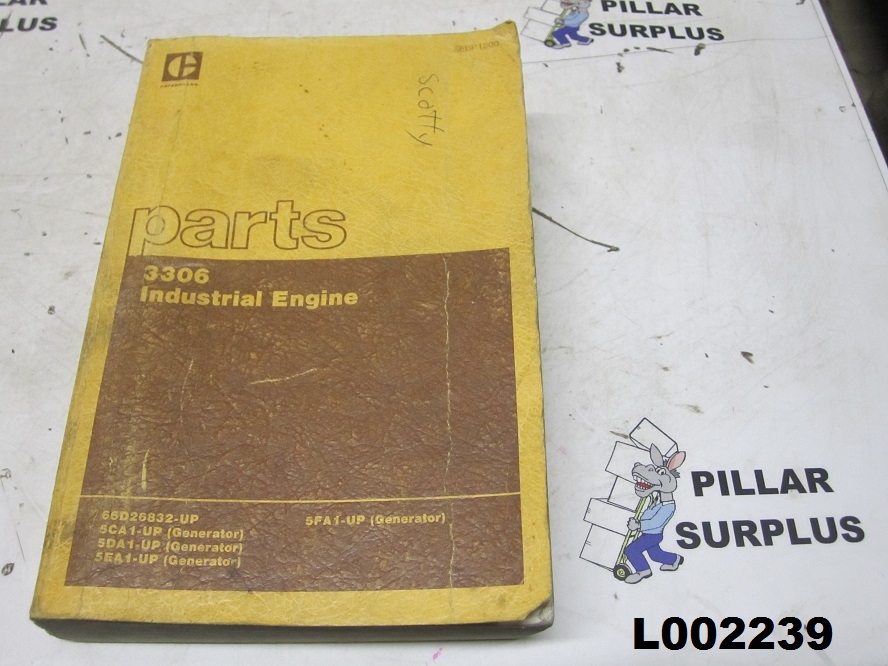 PILLAR
SURPLUS
LUS
CATERPILLAR
Scotty
parts
3306
Industrial Engine
66D26832-UP
5CA1-UP (Generator)
5DA1-UP (Generator)
5EA1-UP (Generator)
5FA1-UP (Generator)
PILLAR
SURPLUS
L002239